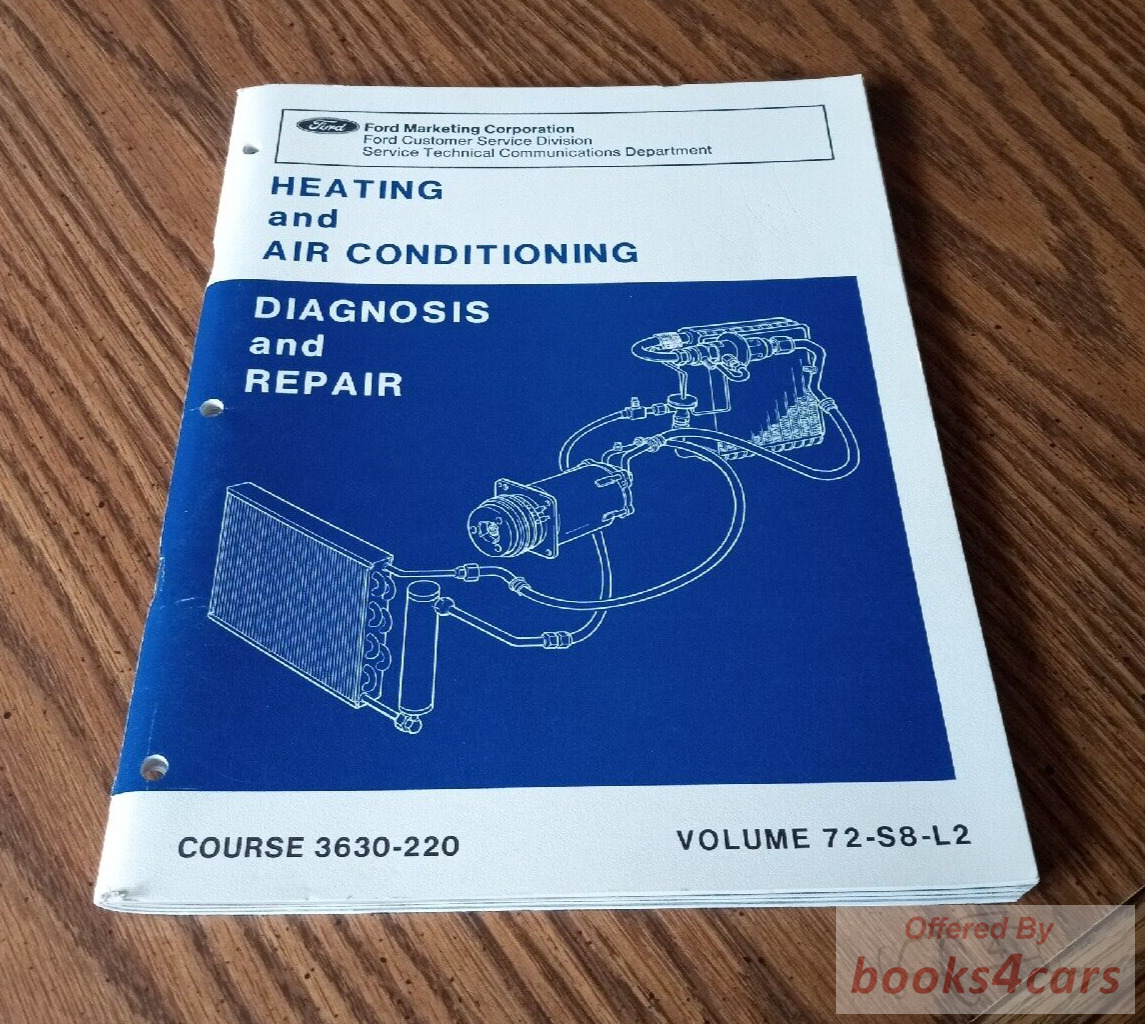 Ford
Ford Marketing Corporation
Ford Customer Service Division
Service Technical Communications Department
HEATING
and
AIR CONDITIONING
DIAGNOSIS
and
REPAIR
COURSE 3630-220
VOLUME 72-S8-L2
Offered By
books4cars